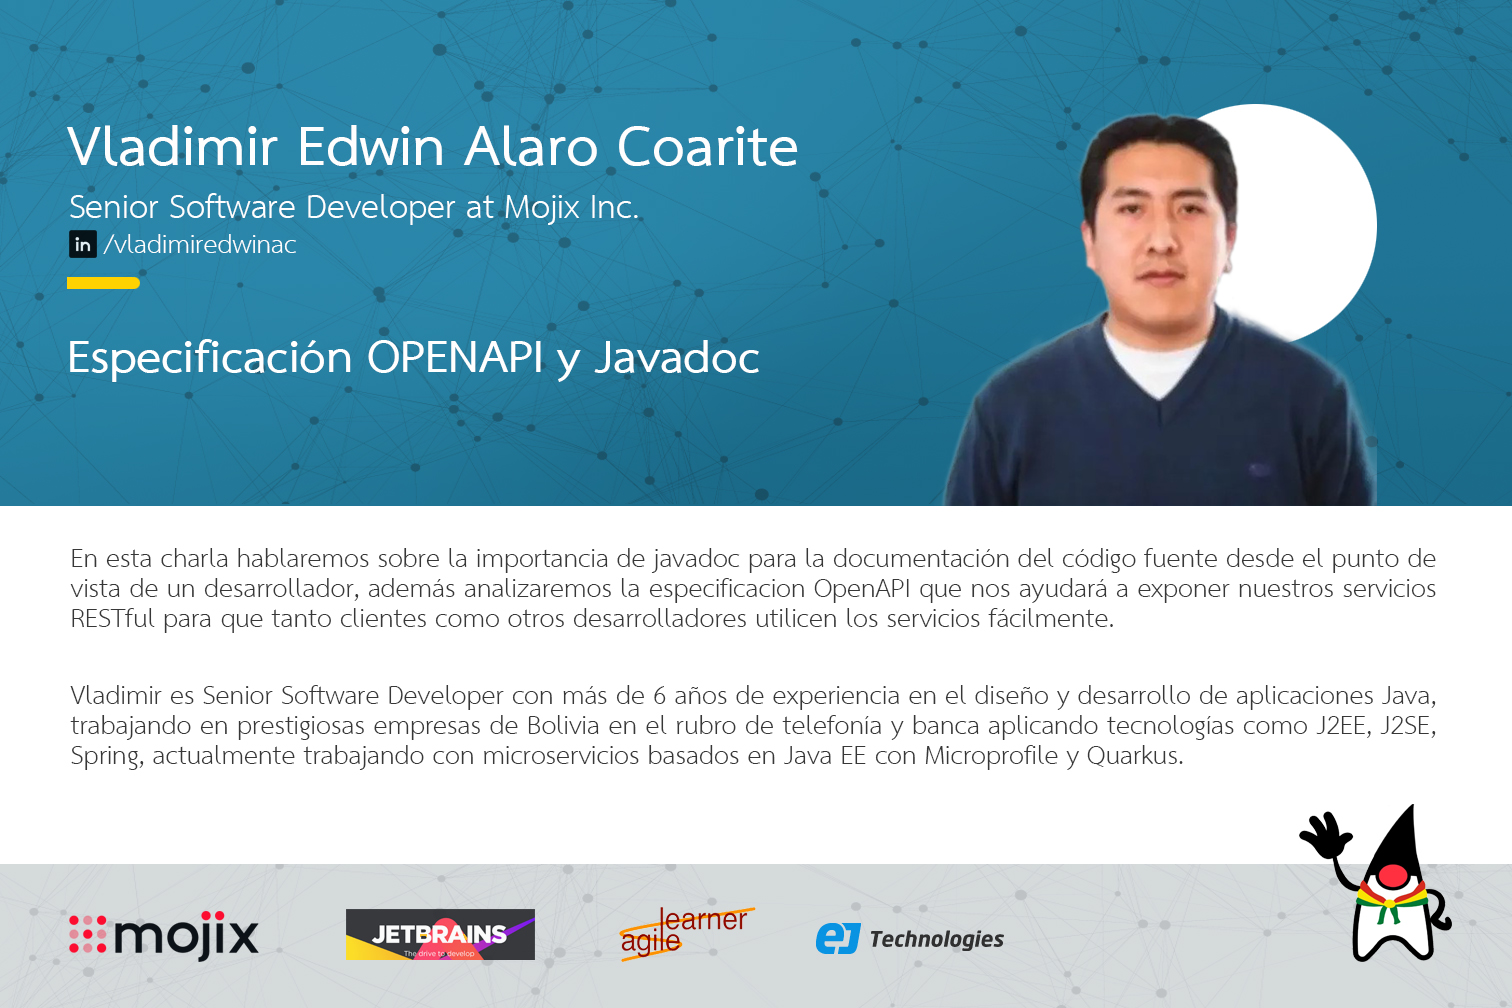 Vladimir Edwin Alaro Coarite
Senior Software Developer at Mojix Inc.
in /vladimiredwinac
Especificación OPENAPI y Javadoc
En esta charla hablaremos sobre la importancia de javadoc para la documentación del código fuente desde el punto de
vista de un desarrollador, además analizaremos la especificacion OpenAPI que nos ayudará a exponer nuestros servicios
RESTful para que tanto clientes como otros desarrolladores utilicen los servicios fácilmente.
Vladimir es Senior Software Developer con más de 6 años de experiencia en el diseño y desarrollo de aplicaciones Java,
trabajando en prestigiosas empresas de Bolivia en el rubro de telefonía y banca aplicando tecnologías como J2EE, J2SE,
Spring, actualmente trabajando con microservicios basados en Java EE con Microprofile y Quarkus.
mojix
JETBRAINS
The drive to develop
agile learner
ej Technologies